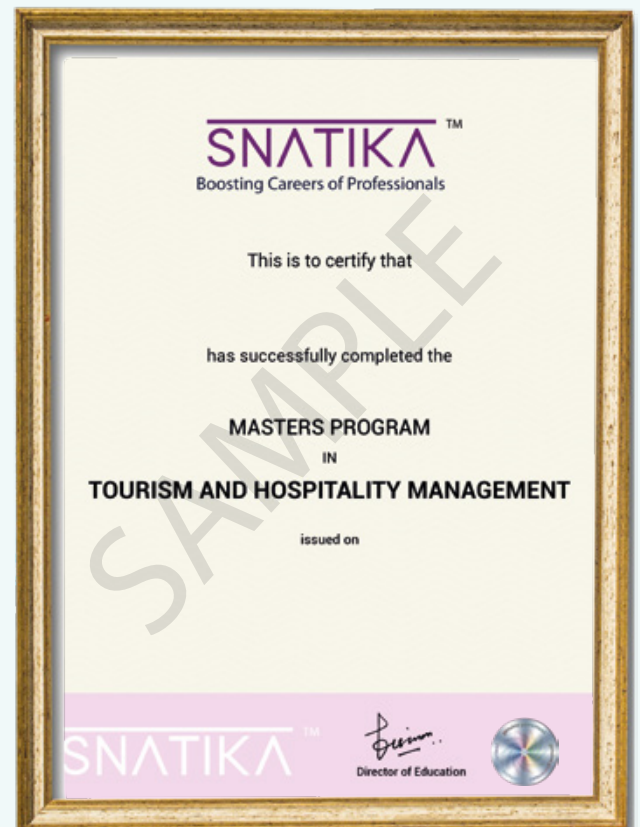 SNATIKA TM
Boosting Careers of Professionals
This is to certify that
has successfully completed the
MASTERS PROGRAM
IN
TOURISM AND HOSPITALITY MANAGEMENT
issued on
SAMPLE
SNATIKA TM
Director of Education